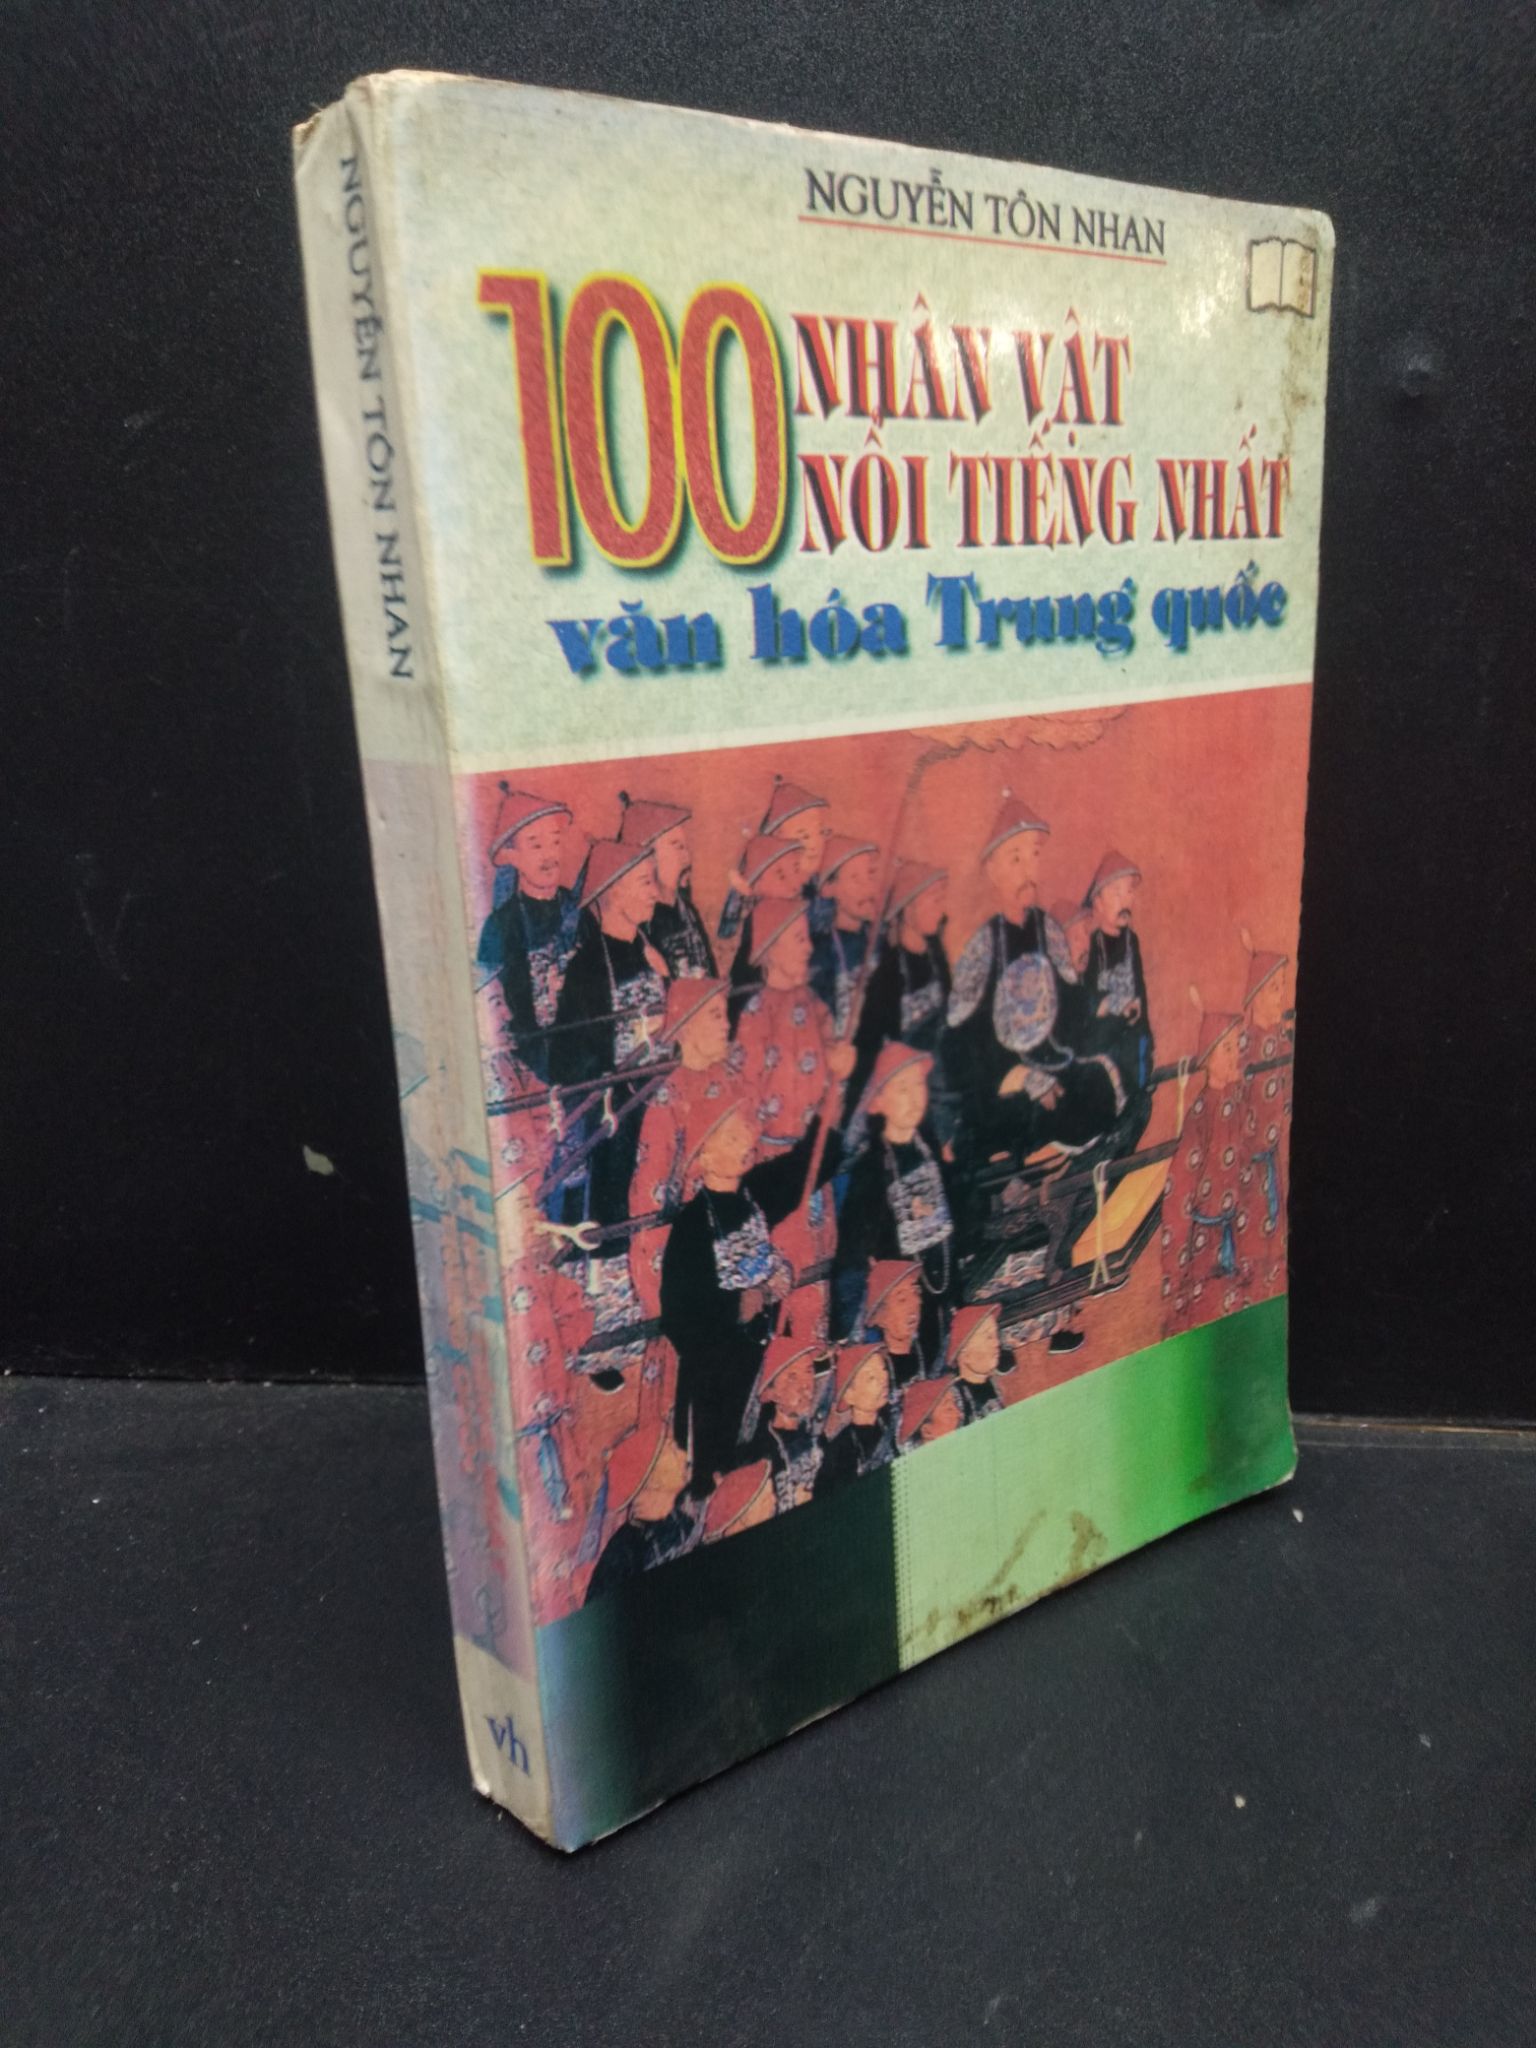 NGUYỄN TÔN NHAN
100 NHÂN VẬT
NỔI TIẾNG NHẤT
văn hóa Trung quốc
NGUYỄN TÔN NHAN
vh